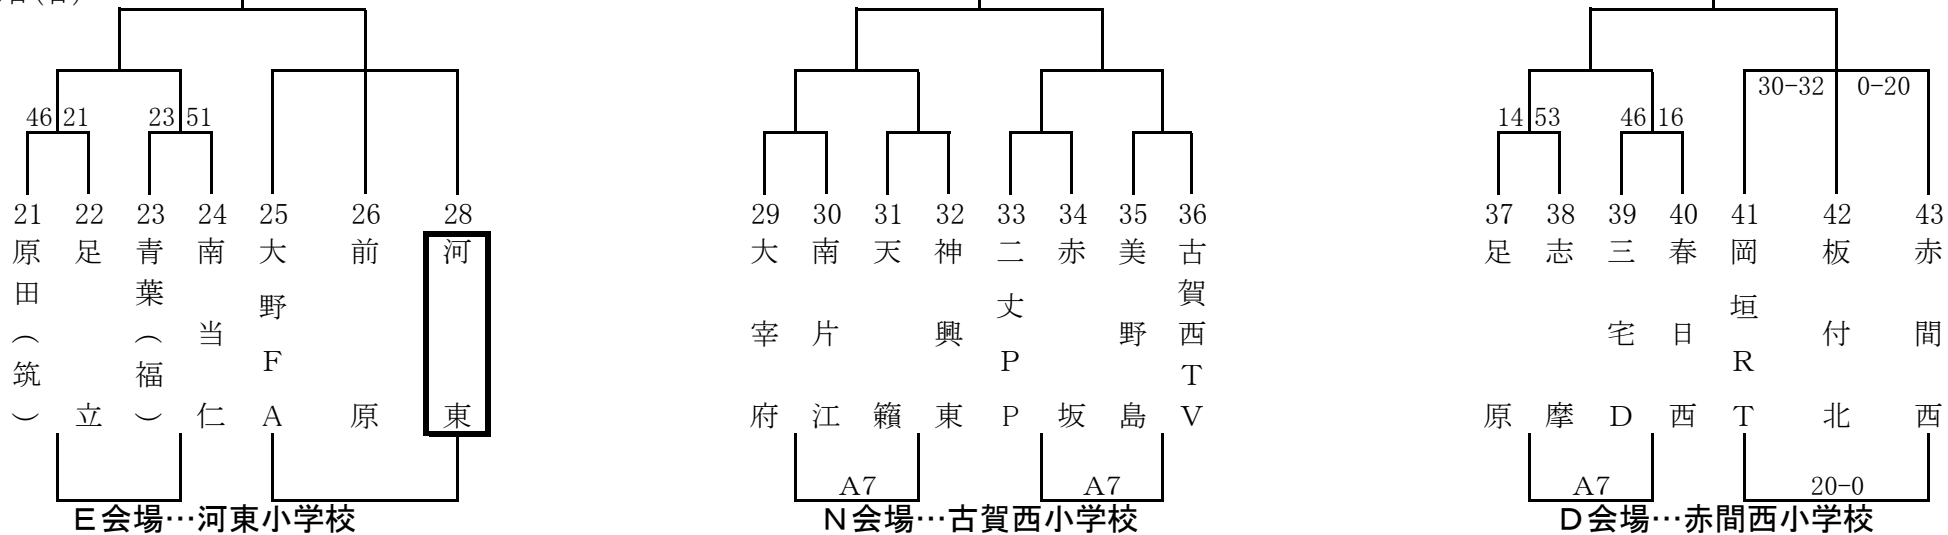 46 21 23 51
21 22 23 24 25 26 28
原田(筑)
足立
青葉(福)
南当仁
大野FA
前原
河東
E会場…河東小学校
29 30 31 32 33 34 35 36
大宰府
南片江
天籟
神興東
二丈PP
赤坂
美野島
古賀西TV
A7 A7
N会場…古賀西小学校
30-32 0-20
14 53 46 16
37 38 39 40 41 42 43
足原
志摩
三宅D
春日西
岡垣RT
板付北
赤間西
A7 20-0
D会場…赤間西小学校